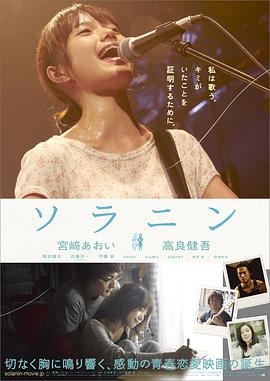 私は歌う。
キミが
いたことを
証明するために。
ソラニン
宮﨑あおい
高良健吾
切なく胸に鳴り響く、感動の青春恋愛映画の誕生
solanin-movie.jp